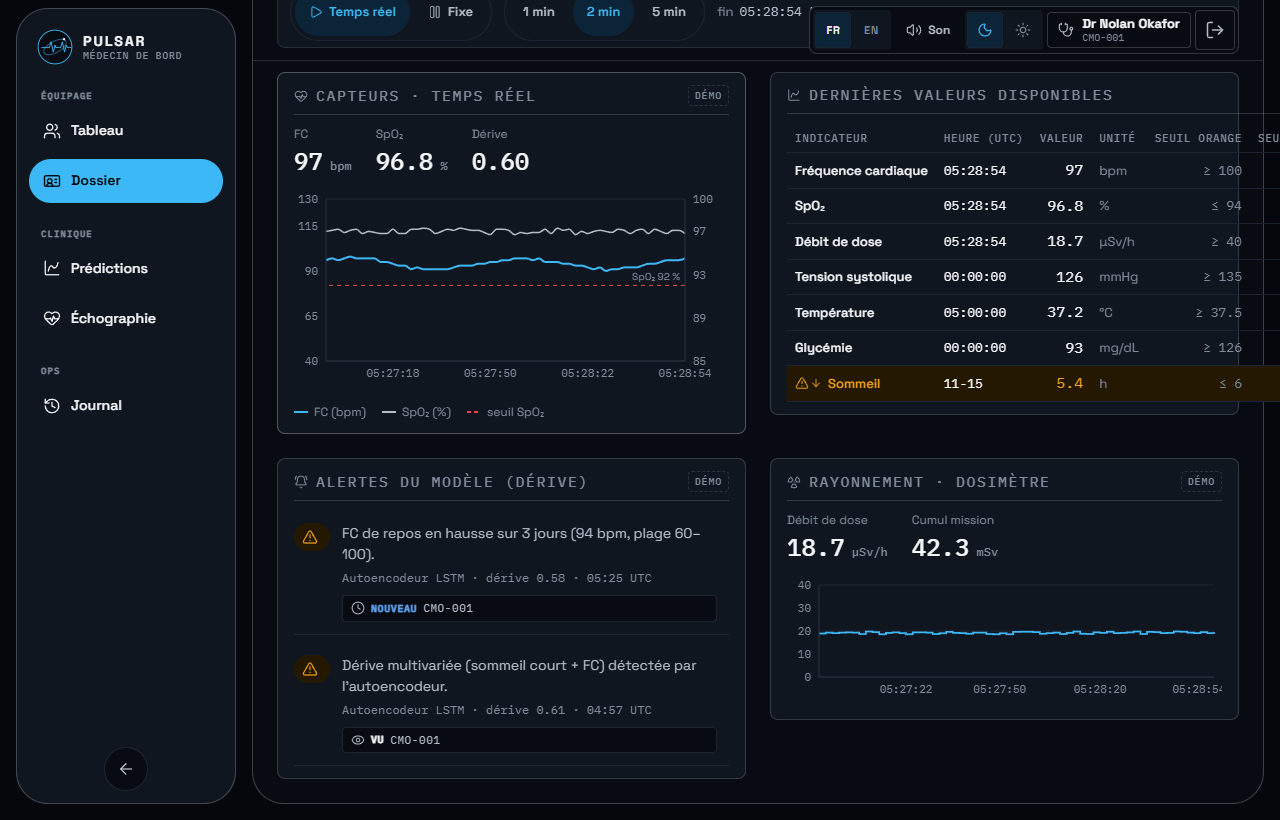 PULSAR
MÉDECIN DE BORD
ÉQUIPAGE
Tableau
Dossier
CLINIQUE
Prédictions
Échographie
OPS
Journal
Temps réel
Fixe
1 min
2 min
5 min
fin 05:28:54
FR
EN
Son
Dr Nolan Okafor
CMO-001
CAPTEURS · TEMPS RÉEL
DÉMO
FC
SpO₂
Dérive
97 bpm
96.8 %
0.60
130
115
90
65
40
100
97
93
89
85
SpO₂ 92 %
05:27:18
05:27:50
05:28:22
05:28:54
FC (bpm)
SpO₂ (%)
seuil SpO₂
DERNIÈRES VALEURS DISPONIBLES
INDICATEUR HEURE (UTC) VALEUR UNITÉ SEUIL ORANGE SEU
Fréquence cardiaque 05:28:54 97 bpm ≥ 100
SpO₂ 05:28:54 96.8 % ≤ 94
Débit de dose 05:28:54 18.7 µSv/h ≥ 40
Tension systolique 00:00:00 126 mmHg ≥ 135
Température 05:00:00 37.2 °C ≥ 37.5
Glycémie 00:00:00 93 mg/dL ≥ 126
↓ Sommeil 11-15 5.4 h ≤ 6
ALERTES DU MODÈLE (DÉRIVE)
DÉMO
FC de repos en hausse sur 3 jours (94 bpm, plage 60–
100).
Autoencodeur LSTM · dérive 0.58 · 05:25 UTC
NOUVEAU CMO-001
Dérive multivariée (sommeil court + FC) détectée par
l'autoencodeur.
Autoencodeur LSTM · dérive 0.61 · 04:57 UTC
VU CMO-001
RAYONNEMENT · DOSIMÈTRE
DÉMO
Débit de dose
Cumul mission
18.7 µSv/h
42.3 mSv
40
30
20
10
0
05:27:22
05:27:50
05:28:20
05:28:54